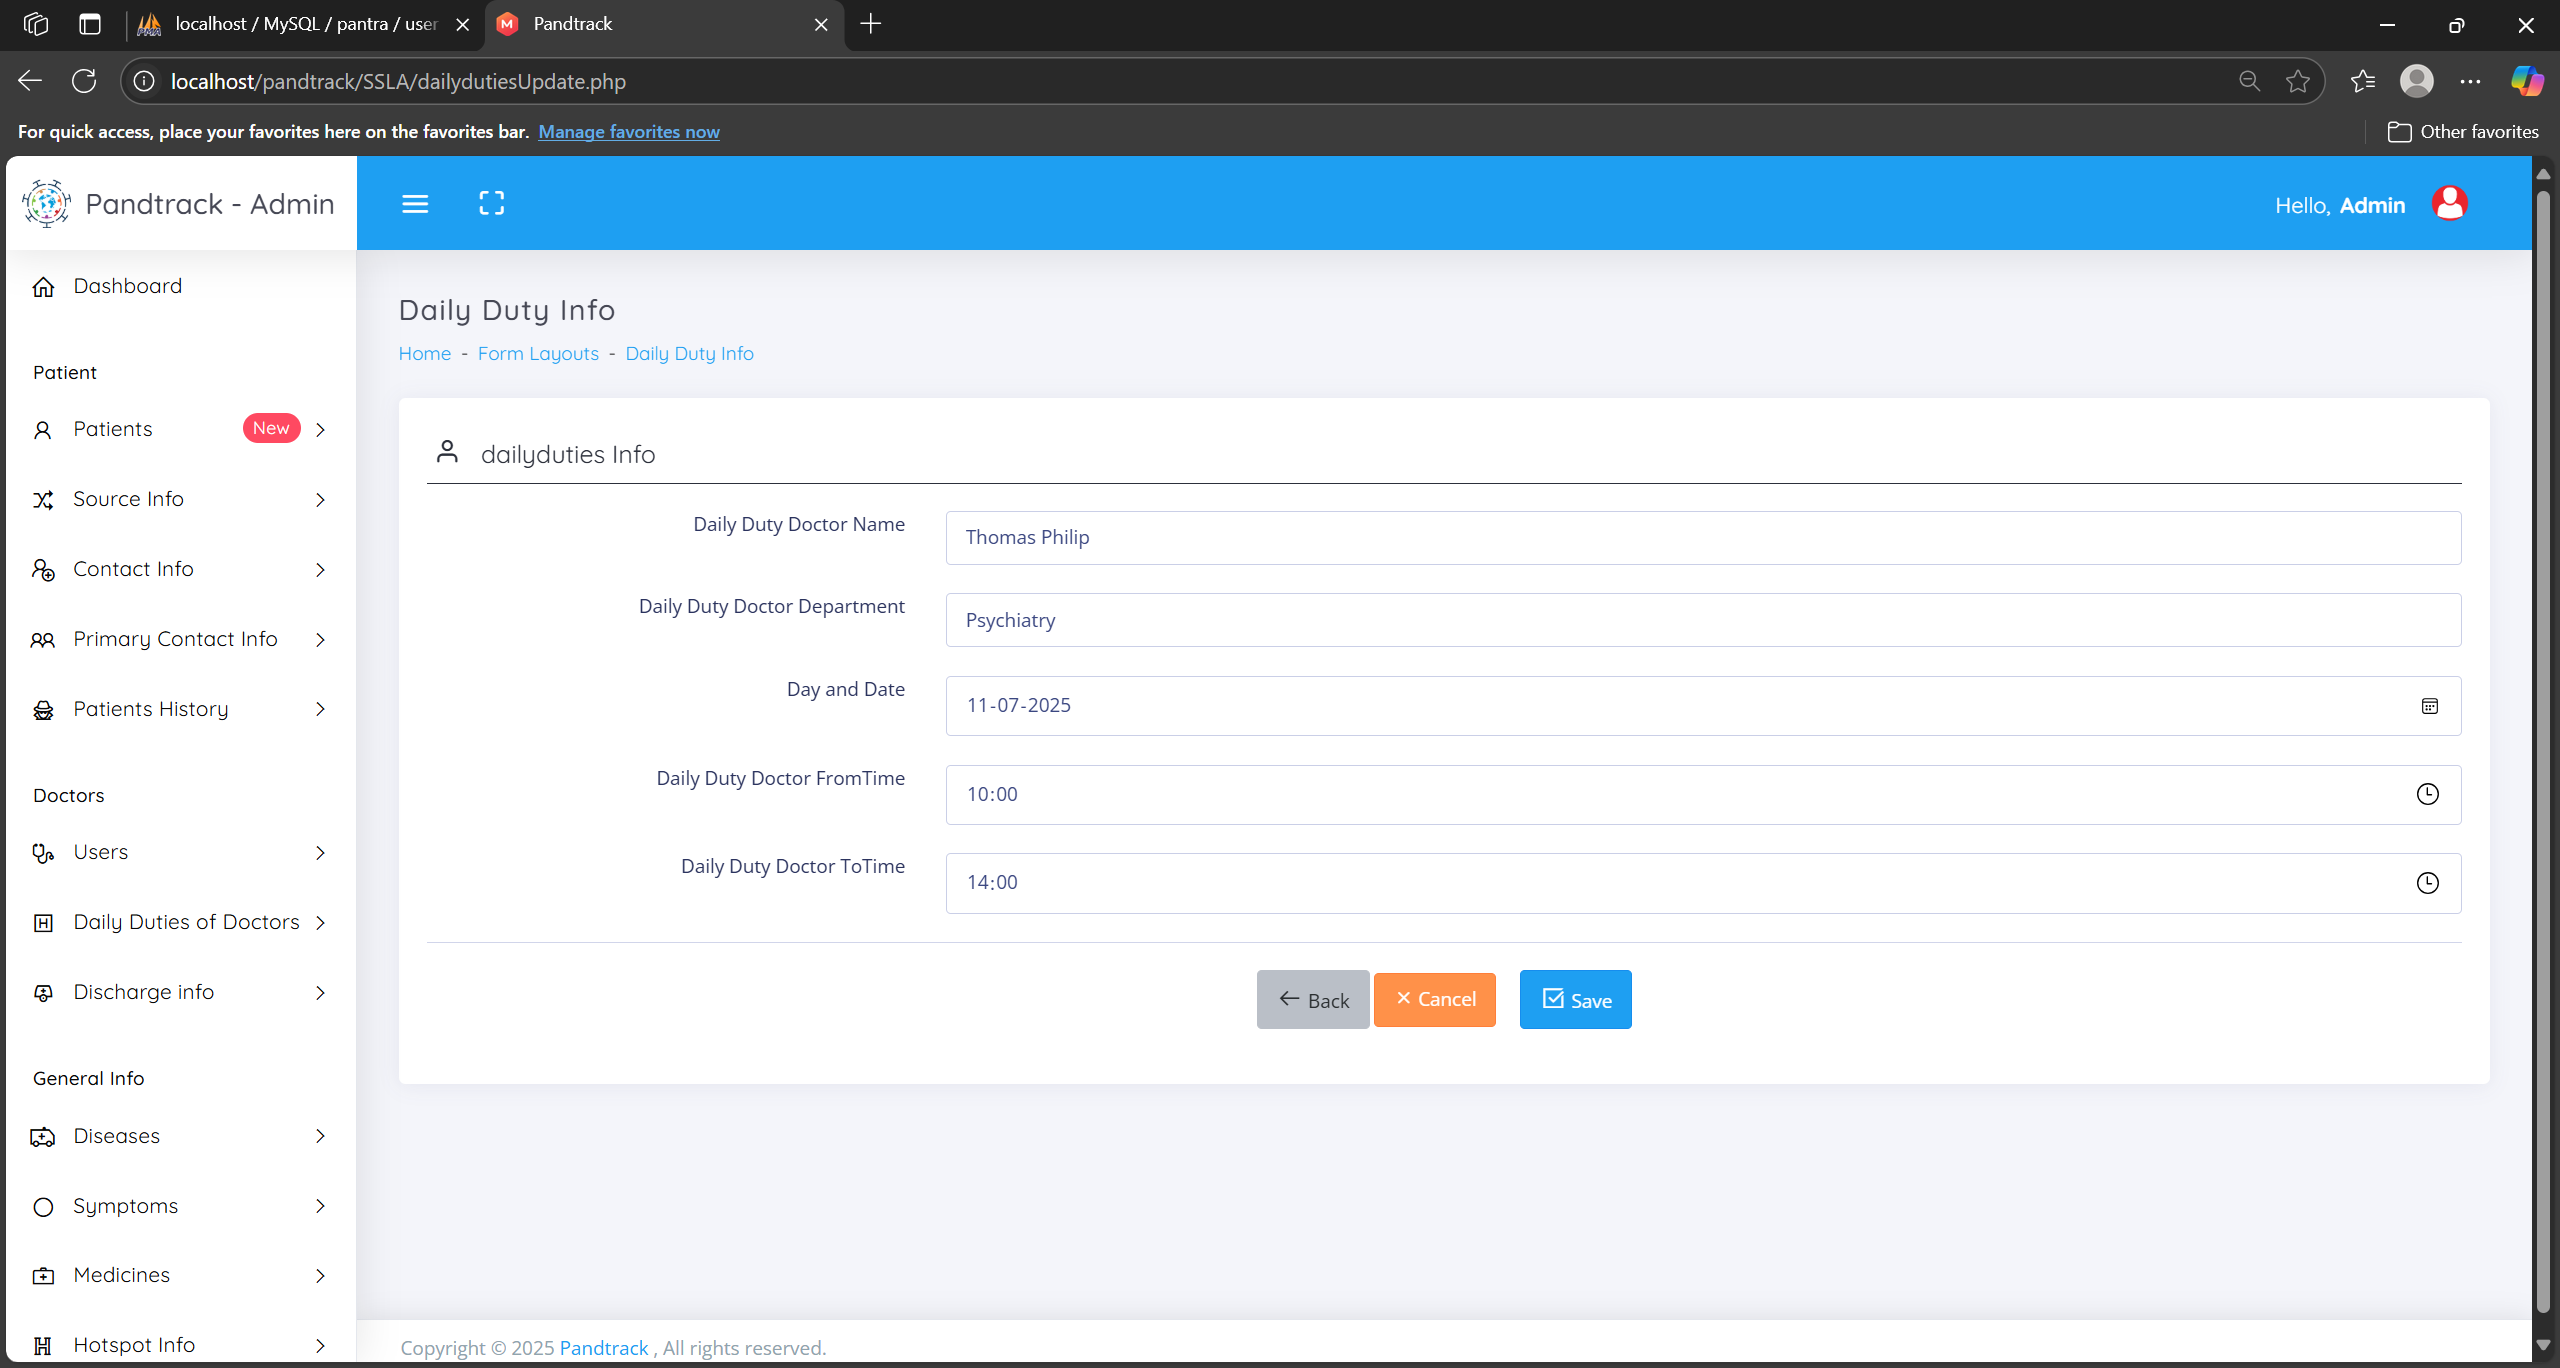 localhost / MySQL / pantra / user
Pandtrack
localhost/pandtrack/SSLA/dailydutiesUpdate.php
For quick access, place your favorites here on the favorites bar. Manage favorites now
Other favorites
Pandtrack - Admin
Hello, Admin
Dashboard
Patient
Patients New
Source Info
Contact Info
Primary Contact Info
Patients History
Doctors
Users
Daily Duties of Doctors
Discharge info
General Info
Diseases
Symptoms
Medicines
Hotspot Info
Daily Duty Info
Home - Form Layouts - Daily Duty Info
dailyduties Info
Daily Duty Doctor Name
Thomas Philip
Daily Duty Doctor Department
Psychiatry
Day and Date
11-07-2025
Daily Duty Doctor FromTime
10:00
Daily Duty Doctor ToTime
14:00
Back
Cancel
Save
Copyright © 2025 Pandtrack , All rights reserved.